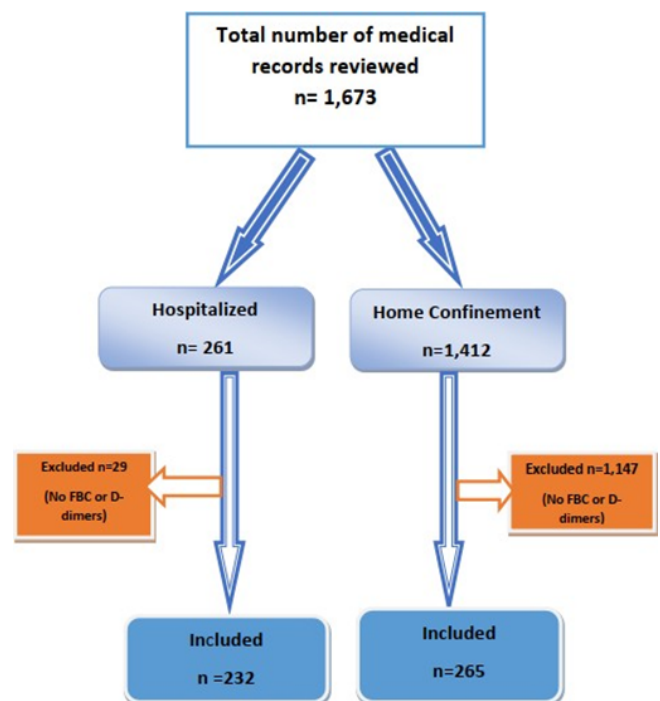 Total number of medical
records reviewed
n= 1,673
Hospitalized
n= 261
Home Confinement
n=1,412
Excluded n=29
(No FBC or D-
dimers)
Excluded n=1,147
(No FBC or D-
dimers)
Included
n =232
Included
n=265